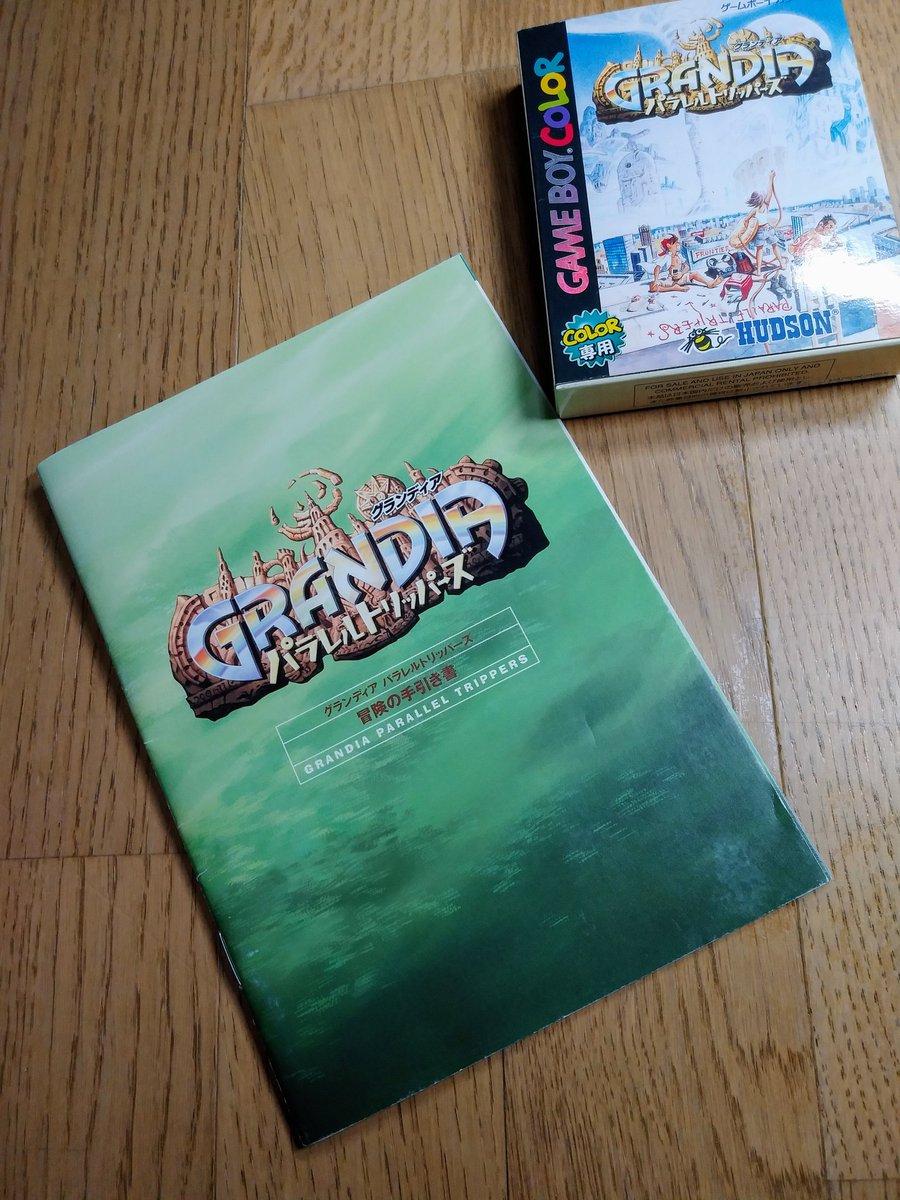 ゲームボーイ
グランディア
GRANDIA
パラレルトリッパーズ
GAME BOY COLOR
FRONTIER
PARALLEL TRIPPERS
COLOR
専用
HUDSON
FOR SALE AND USE IN JAPAN ONLY AND
COMMERCIAL RENTAL PROHIBITED.
グランディア
GRANDIA
パラレルトリッパーズ
グランディア パラレルトリッパーズ
冒険の手引き書
GRANDIA PARALLEL TRIPPERS